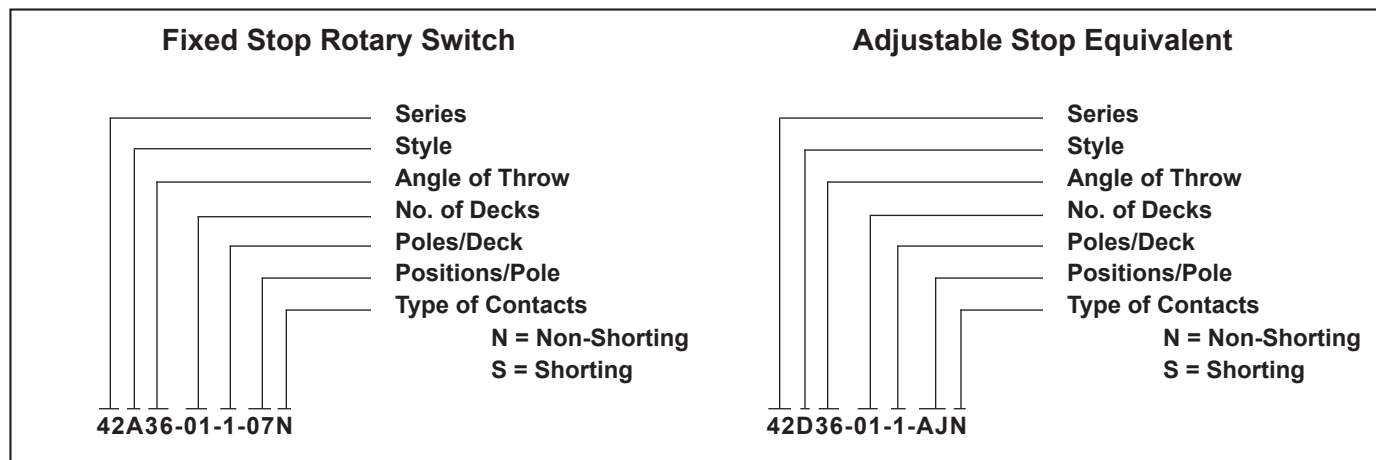 Fixed Stop Rotary Switch
Series
Style
Angle of Throw
No. of Decks
Poles/Deck
Positions/Pole
Type of Contacts
N = Non-Shorting
S = Shorting
42A36-01-1-07N
Adjustable Stop Equivalent
Series
Style
Angle of Throw
No. of Decks
Poles/Deck
Positions/Pole
Type of Contacts
N = Non-Shorting
S = Shorting
42D36-01-1-AJN